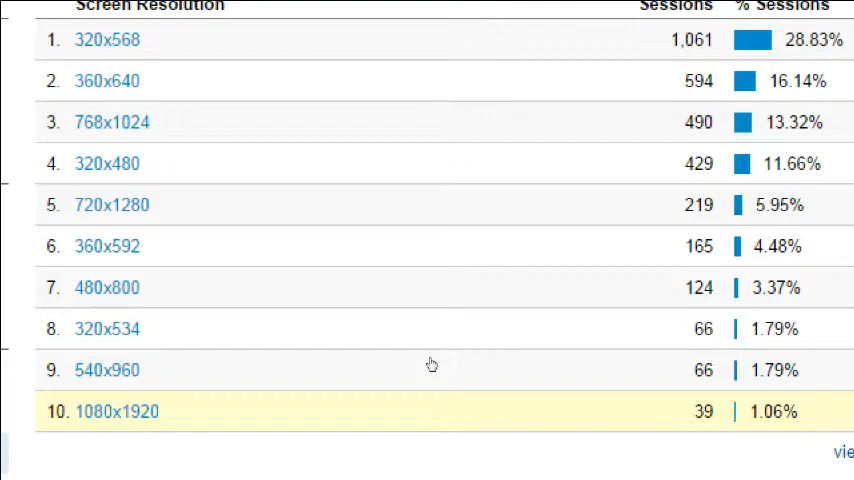 Screen Resolution Sessions % Sessions
1. 320x568 1,061 28.83%
2. 360x640 594 16.14%
3. 768x1024 490 13.32%
4. 320x480 429 11.66%
5. 720x1280 219 5.95%
6. 360x592 165 4.48%
7. 480x800 124 3.37%
8. 320x534 66 1.79%
9. 540x960 66 1.79%
10. 1080x1920 39 1.06%